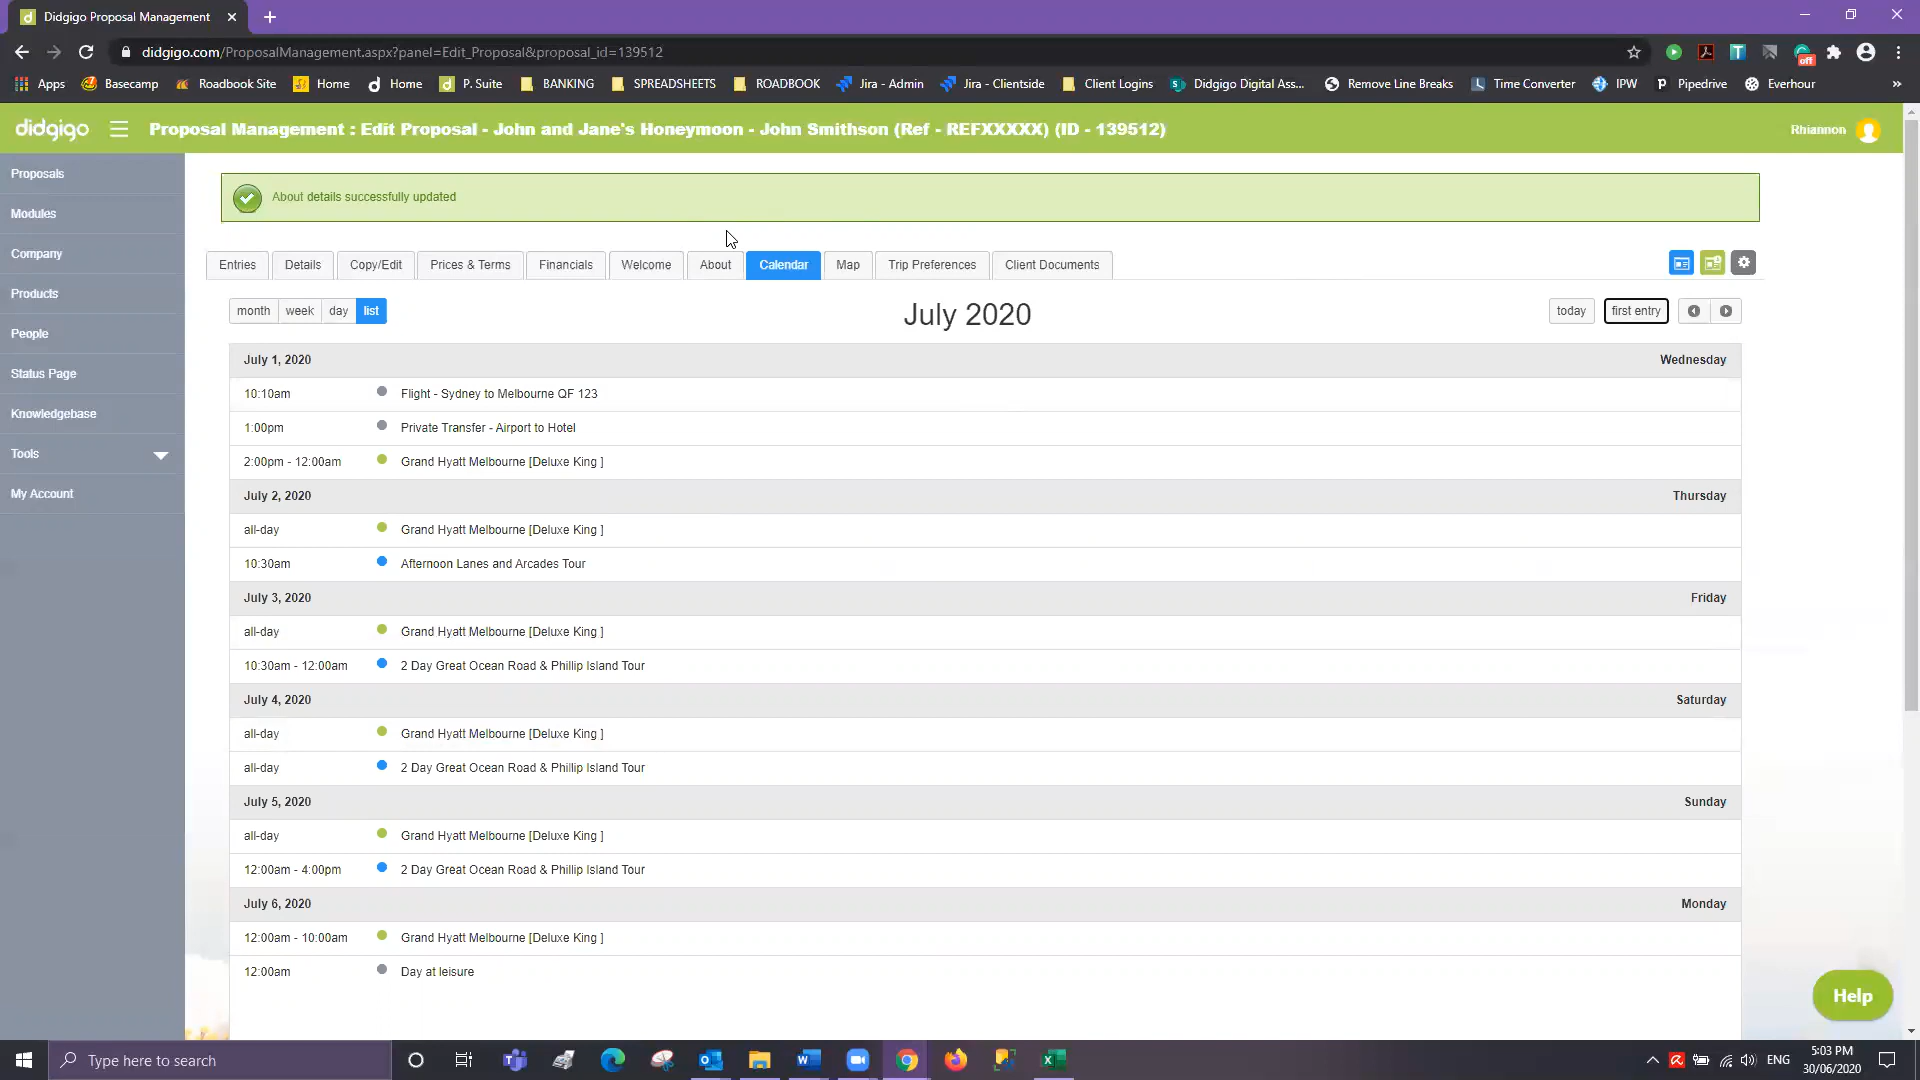 Didgigo Proposal Management
didgigo.com/ProposalManagement.aspx?panel=Edit_Proposal&proposal_id=139512
Apps Basecamp Roadbook Site Home Home P. Suite BANKING SPREADSHEETS ROADBOOK Jira - Admin Jira - Clientside Client Logins Didgigo Digital Ass... Remove Line Breaks Time Converter IPW Pipedrive Everhour »
off
didgigo Proposal Management : Edit Proposal - John and Jane's Honeymoon - John Smithson (Ref - REFXXXXX) (ID - 139512) Rhiannon
Proposals
Modules
Company
Products
People
Status Page
Knowledgebase
Tools
My Account
About details successfully updated
Entries Details Copy/Edit Prices & Terms Financials Welcome About Calendar Map Trip Preferences Client Documents
month week day list July 2020 today first entry
July 1, 2020 Wednesday
10:10am Flight - Sydney to Melbourne QF 123
1:00pm Private Transfer - Airport to Hotel
2:00pm - 12:00am Grand Hyatt Melbourne [Deluxe King ]
July 2, 2020 Thursday
all-day Grand Hyatt Melbourne [Deluxe King ]
10:30am Afternoon Lanes and Arcades Tour
July 3, 2020 Friday
all-day Grand Hyatt Melbourne [Deluxe King ]
10:30am - 12:00am 2 Day Great Ocean Road & Phillip Island Tour
July 4, 2020 Saturday
all-day Grand Hyatt Melbourne [Deluxe King ]
all-day 2 Day Great Ocean Road & Phillip Island Tour
July 5, 2020 Sunday
all-day Grand Hyatt Melbourne [Deluxe King ]
12:00am - 4:00pm 2 Day Great Ocean Road & Phillip Island Tour
July 6, 2020 Monday
12:00am - 10:00am Grand Hyatt Melbourne [Deluxe King ]
12:00am Day at leisure
Help
Type here to search
ENG
5:03 PM
30/06/2020